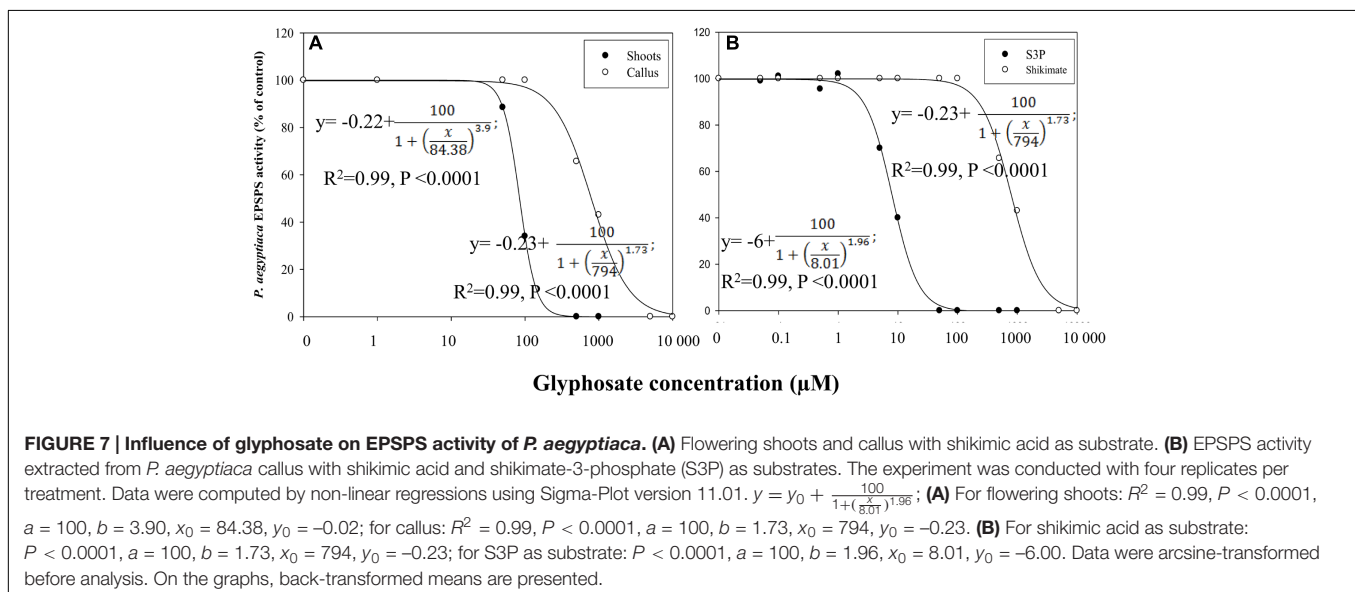 A
Shoots
Callus
P. aegyptiaca EPSPS activity (% of control)
120
100
80
60
40
20
0
y= -0.22+ 100 / 1 + (x/84.38)^3.9;
R²=0.99, P <0.0001
y= -0.23+ 100 / 1 + (x/794)^1.73;
R²=0.99, P <0.0001
0 1 10 100 1000 10 000
B
S3P
Shikimate
120
100
80
60
40
20
0
y= -0.23+ 100 / 1 + (x/794)^1.73;
R²=0.99, P <0.0001
y= -6+ 100 / 1 + (x/8.01)^1.96;
R²=0.99, P <0.0001
0 0.1 1 10 100 1000 10 000
Glyphosate concentration (µM)
FIGURE 7 | Influence of glyphosate on EPSPS activity of P. aegyptiaca. (A) Flowering shoots and callus with shikimic acid as substrate. (B) EPSPS activity
extracted from P. aegyptiaca callus with shikimic acid and shikimate-3-phosphate (S3P) as substrates. The experiment was conducted with four replicates per
treatment. Data were computed by non-linear regressions using Sigma-Plot version 11.01. y = y₀ + 100 / 1+(x/8.01)^1.96; (A) For flowering shoots: R² = 0.99, P < 0.0001,
a = 100, b = 3.90, x₀ = 84.38, y₀ = –0.02; for callus: R² = 0.99, P < 0.0001, a = 100, b = 1.73, x₀ = 794, y₀ = –0.23. (B) For shikimic acid as substrate:
P < 0.0001, a = 100, b = 1.73, x₀ = 794, y₀ = –0.23; for S3P as substrate: P < 0.0001, a = 100, b = 1.96, x₀ = 8.01, y₀ = –6.00. Data were arcsine-transformed
before analysis. On the graphs, back-transformed means are presented.